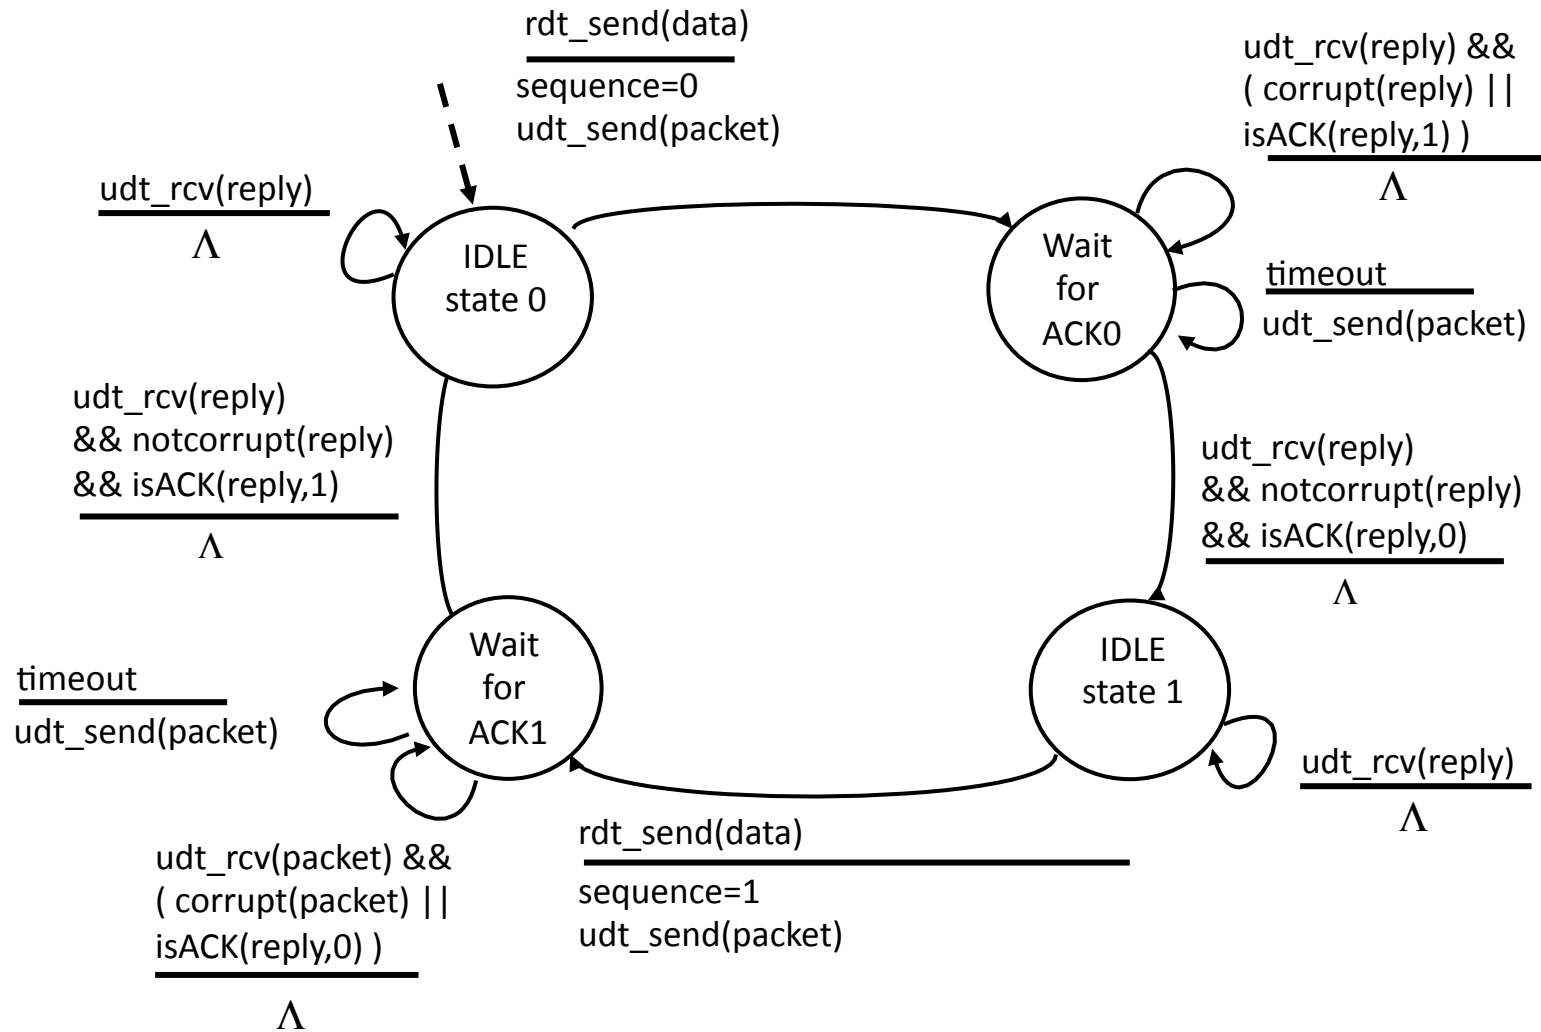 rdt_send(data)
sequence=0
udt_send(packet)
udt_rcv(reply) &&
( corrupt(reply) ||
isACK(reply,1) )
Λ
udt_rcv(reply)
Λ
IDLE
state 0
Wait
for
ACK0
timeout
udt_send(packet)
udt_rcv(reply)
&& notcorrupt(reply)
&& isACK(reply,1)
Λ
udt_rcv(reply)
&& notcorrupt(reply)
&& isACK(reply,0)
Λ
Wait
for
ACK1
IDLE
state 1
timeout
udt_send(packet)
udt_rcv(reply)
Λ
udt_rcv(packet) &&
( corrupt(packet) ||
isACK(reply,0) )
Λ
rdt_send(data)
sequence=1
udt_send(packet)